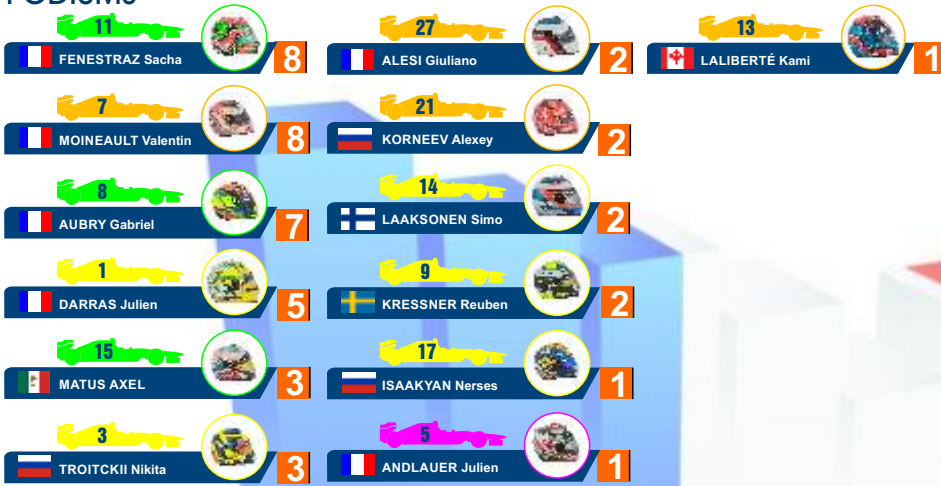 PODIUMS
11
FENESTRAZ Sacha 8
7
MOINEAULT Valentin 8
8
AUBRY Gabriel 7
1
DARRAS Julien 5
15
MATUS AXEL 3
3
TROITCKII Nikita 3
27
ALESI Giuliano 2
21
KORNEEV Alexey 2
14
LAAKSONEN Simo 2
9
KRESSNER Reuben 2
17
ISAAKYAN Nerses 1
5
ANDLAUER Julien 1
13
LALIBERTÉ Kami 1